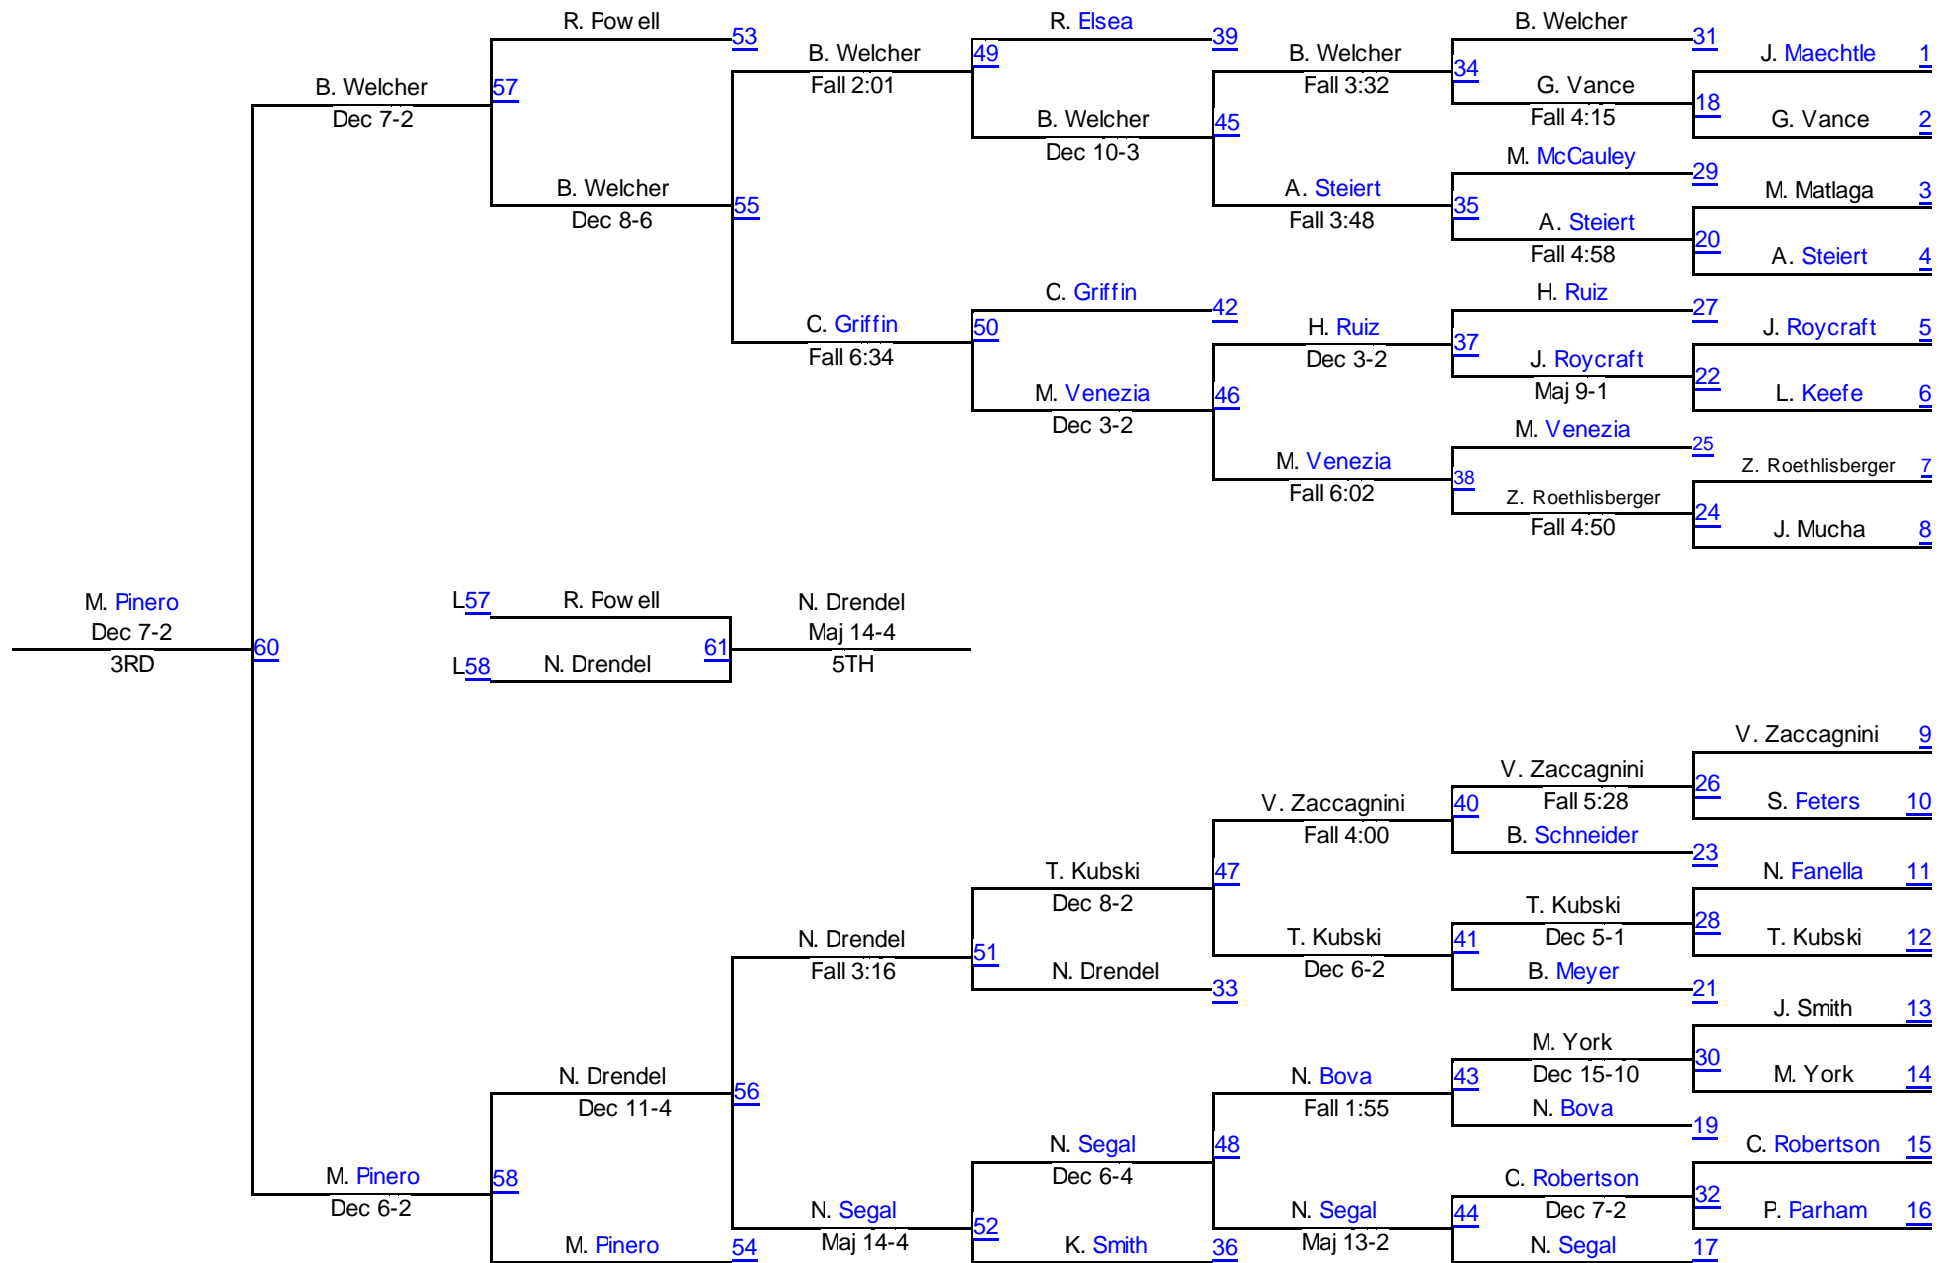 R. Powell
53
R. Elsea
39
B. Welcher
31
B. Welcher
49
B. Welcher
J. Maechtle 1
Fall 2:01
Fall 3:32
34
B. Welcher
57
G. Vance
18
Dec 7-2
B. Welcher
45
Fall 4:15
G. Vance 2
Dec 10-3
M. McCauley
29
B. Welcher
A. Steiert
M. Matlaga 3
Dec 8-6
55
Fall 3:48
35
A. Steiert
20
Fall 4:58
A. Steiert 4
C. Griffin
42
H. Ruiz
27
C. Griffin
50
H. Ruiz
J. Roycraft 5
Fall 6:34
Dec 3-2
37
J. Roycraft
22
M. Venezia
46
Maj 9-1
L. Keefe 6
Dec 3-2
M. Venezia
25
M. Venezia
Z. Roethlisberger 7
Fall 6:02
38
Z. Roethlisberger
24
Fall 4:50
J. Mucha 8
M. Pinero
L57
R. Powell
N. Drendel
Dec 7-2
Maj 14-4
60
61
3RD
L58
N. Drendel
5TH
V. Zaccagnini 9
V. Zaccagnini
26
V. Zaccagnini
40
Fall 5:28
S. Feters 10
Fall 4:00
B. Schneider
23
T. Kubski
47
N. Fanella 11
Dec 8-2
T. Kubski
28
N. Drendel
51
T. Kubski
41
Dec 5-1
T. Kubski 12
Fall 3:16
N. Drendel
33
Dec 6-2
B. Meyer
21
J. Smith 13
M. York
30
N. Drendel
56
N. Bova
43
Dec 15-10
M. York 14
Dec 11-4
Fall 1:55
N. Bova
19
N. Segal
48
C. Robertson 15
M. Pinero
58
Dec 6-4
C. Robertson
32
Dec 6-2
N. Segal
52
N. Segal
44
Dec 7-2
P. Parham 16
M. Pinero
54
Maj 14-4
K. Smith
36
Maj 13-2
N. Segal
17